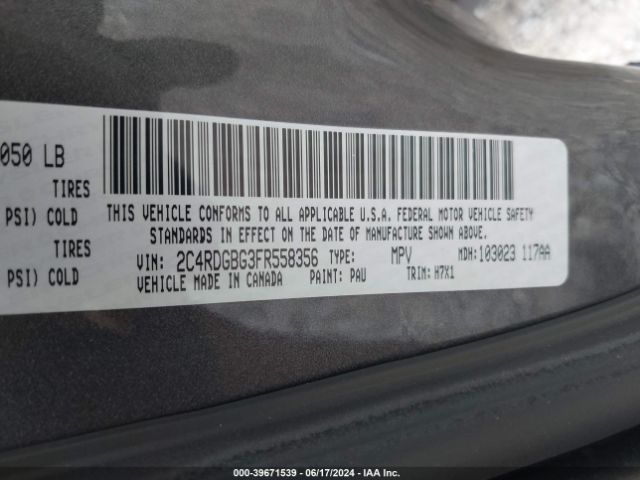 050 LB
TIRES
PSI) COLD
TIRES
PSI) COLD
THIS VEHICLE CONFORMS TO ALL APPLICABLE U.S.A. FEDERAL MOTOR VEHICLE SAFETY
STANDARDS IN EFFECT ON THE DATE OF MANUFACTURE SHOWN ABOVE.
VIN: 2C4RDGBG3FR558356 TYPE: MPV MDH:103023 117AA
VEHICLE MADE IN CANADA PAINT: PAU TRIM: H7X1
000-39671539 - 06/17/2024 - IAA Inc.